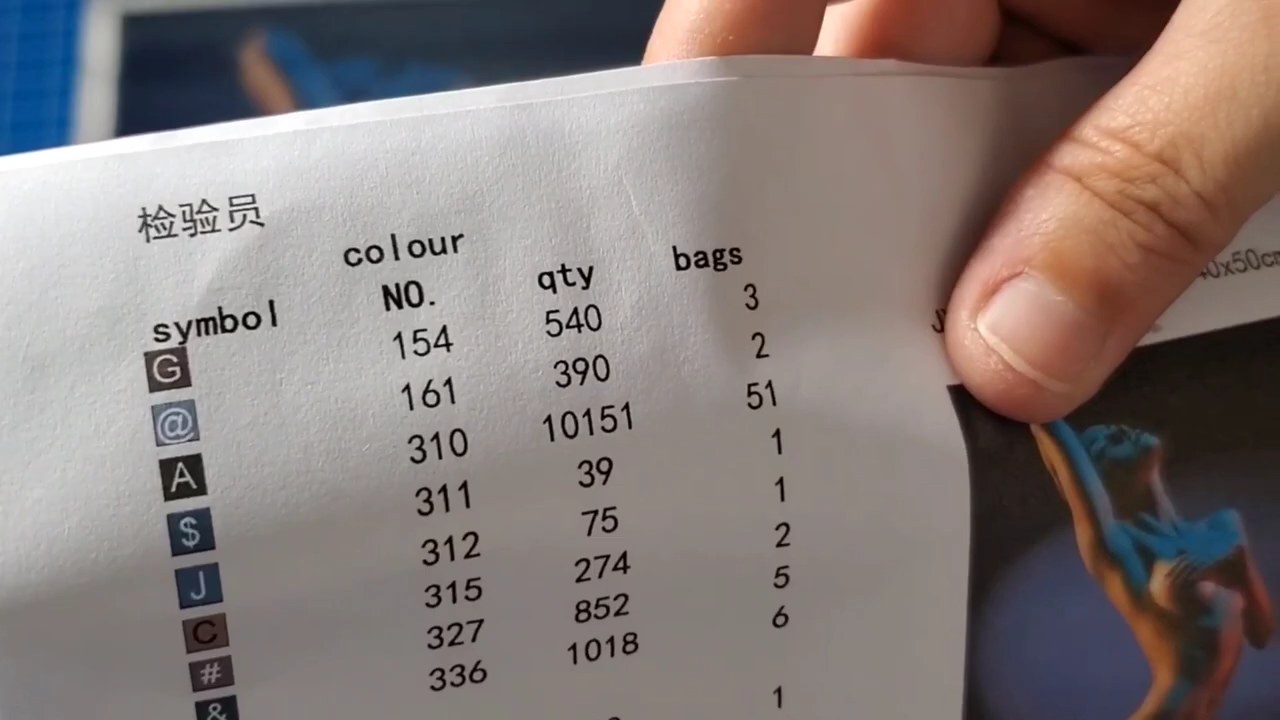 检验员
colour
symbol NO. qty bags
G 154 540 3
@ 161 390 2
A 310 10151 51
$ 311 39 1
J 312 75 1
C 315 274 2
# 327 852 5
& 336 1018 6
1